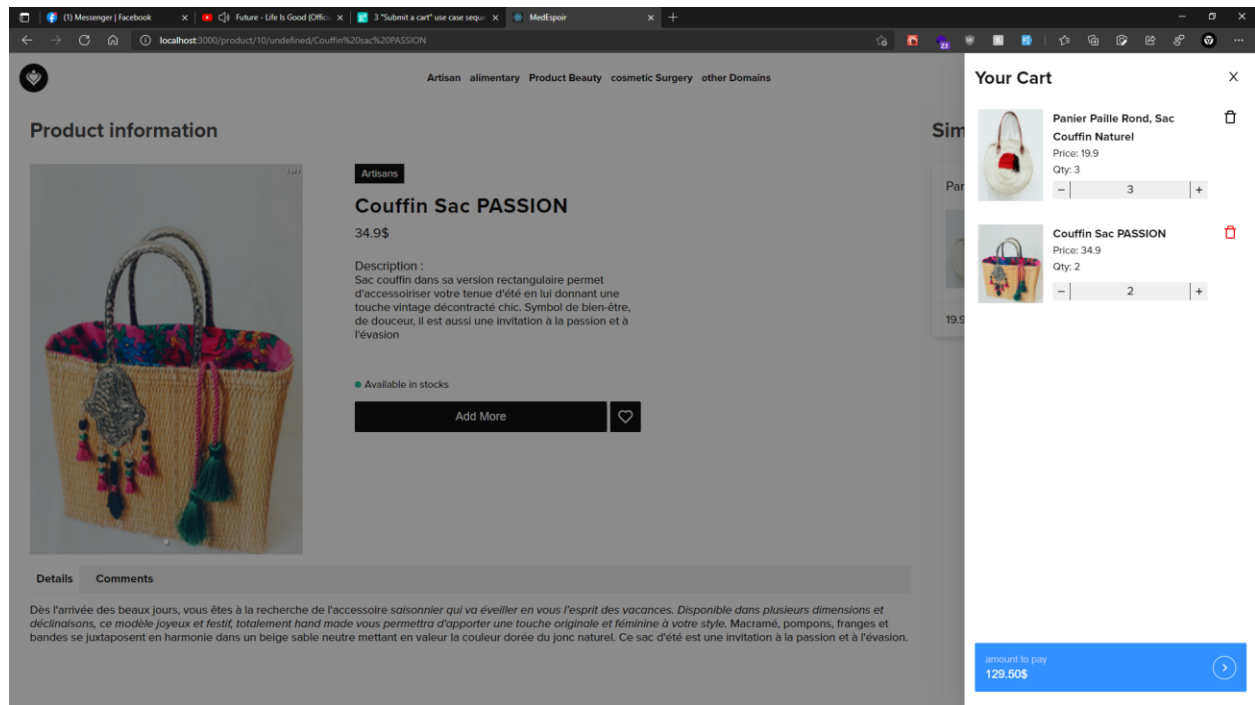 (1) Messenger | Facebook
Future - Life Is Good (Offici
3 "Submit a cart" use case seque
MedEspoir
localhost:3000/product/10/undefined/Couffin%20sac%20PASSION
23
Artisan alimentary Product Beauty cosmetic Surgery other Domains
Product information
Artisans
Couffin Sac PASSION
34.9$
Description :
Sac couffin dans sa version rectangulaire permet
d'accessoiriser votre tenue d'été en lui donnant une
touche vintage décontracté chic. Symbol de bien-être,
de douceur, il est aussi une invitation à la passion et à
l'évasion
Available in stocks
Add More
Details Comments
Dès l'arrivée des beaux jours, vous êtes à la recherche de l'accessoire saisonnier qui va éveiller en vous l'esprit des vacances. Disponible dans plusieurs dimensions et
déclinaisons, ce modèle joyeux et festif, totalement hand made vous permettra d'apporter une touche originale et féminine à votre style. Macramé, pompons, franges et
bandes se juxtaposent en harmonie dans un beige sable neutre mettant en valeur la couleur dorée du jonc naturel. Ce sac d'été est une invitation à la passion et à l'évasion.
Sim
Par
19.9
Your Cart
Panier Paille Rond, Sac
Couffin Naturel
Price: 19.9
Qty: 3
− 3 +
Couffin Sac PASSION
Price: 34.9
Qty: 2
− 2 +
amount to pay
129.50$